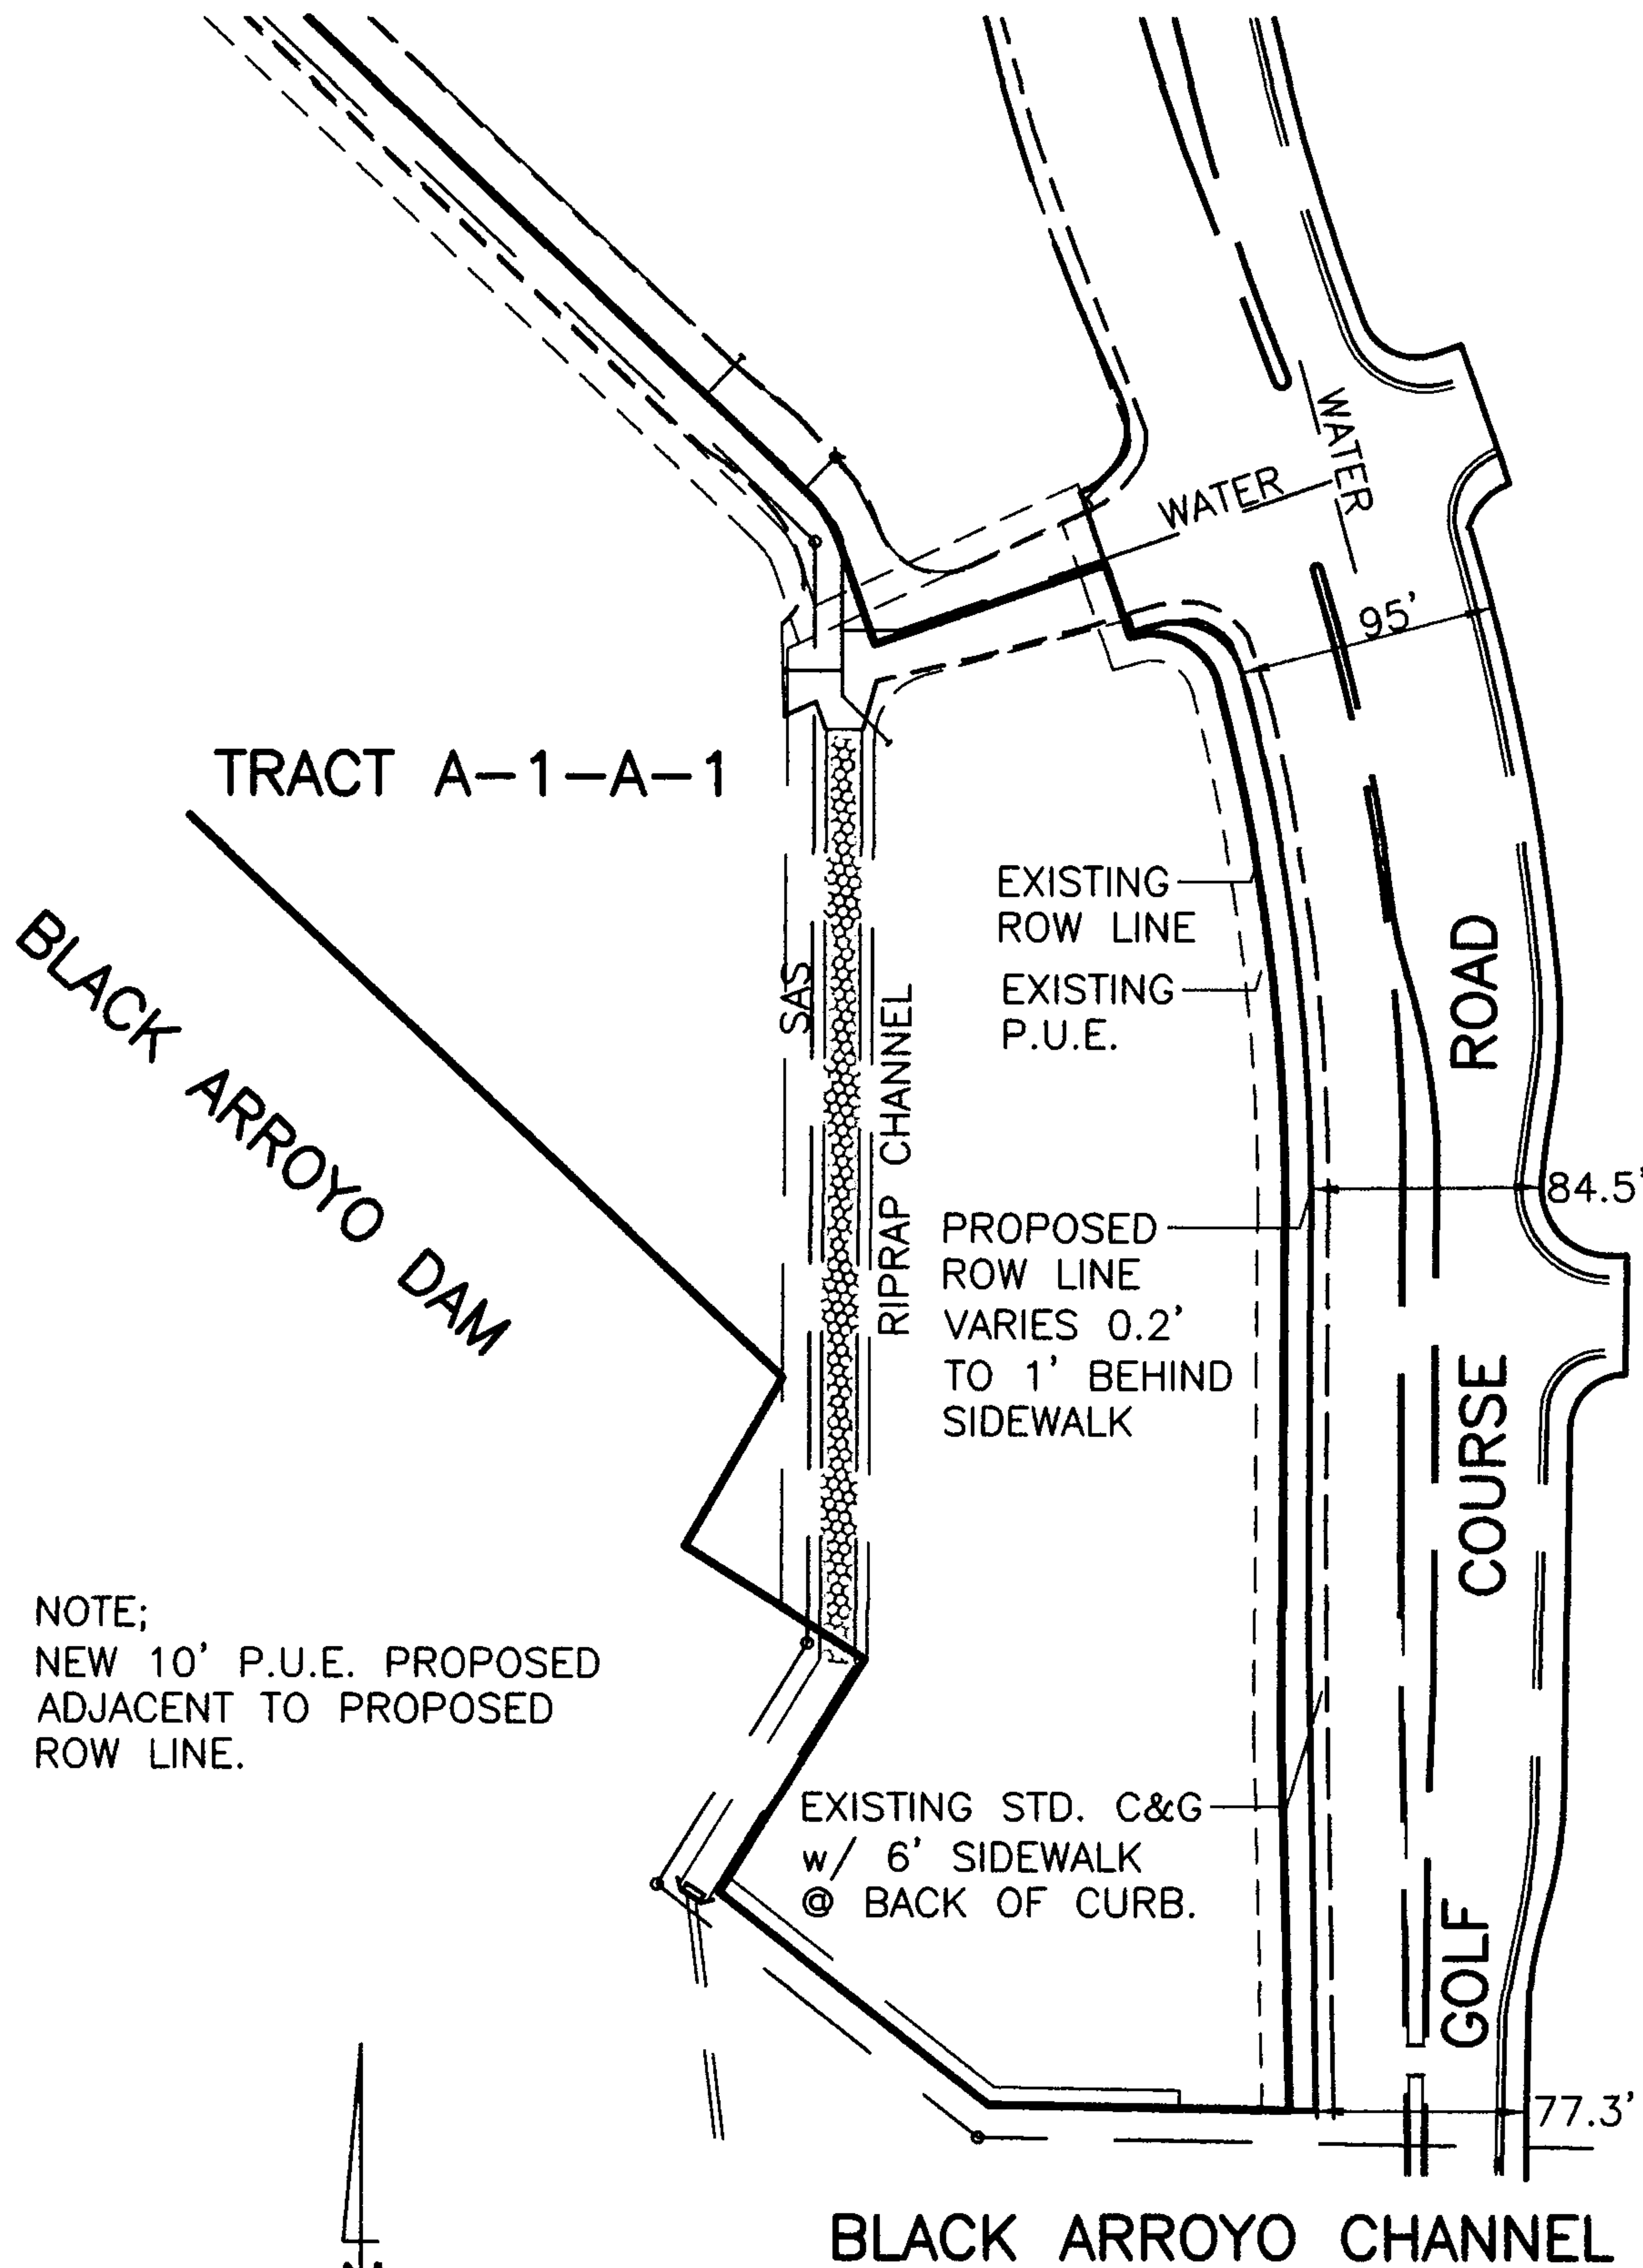 WATER
WATER
95'
TRACT A-1-A-1
EXISTING
ROW LINE
EXISTING
P.U.E.
BLACK ARROYO DAM
SAS
RIPRAP CHANNEL
84.5'
PROPOSED
ROW LINE
VARIES 0.2'
TO 1' BEHIND
SIDEWALK
GOLF COURSE ROAD
NOTE;
NEW 10' P.U.E. PROPOSED
ADJACENT TO PROPOSED
ROW LINE.
EXISTING STD. C&G
w/ 6' SIDEWALK
@ BACK OF CURB.
77.3'
BLACK ARROYO CHANNEL